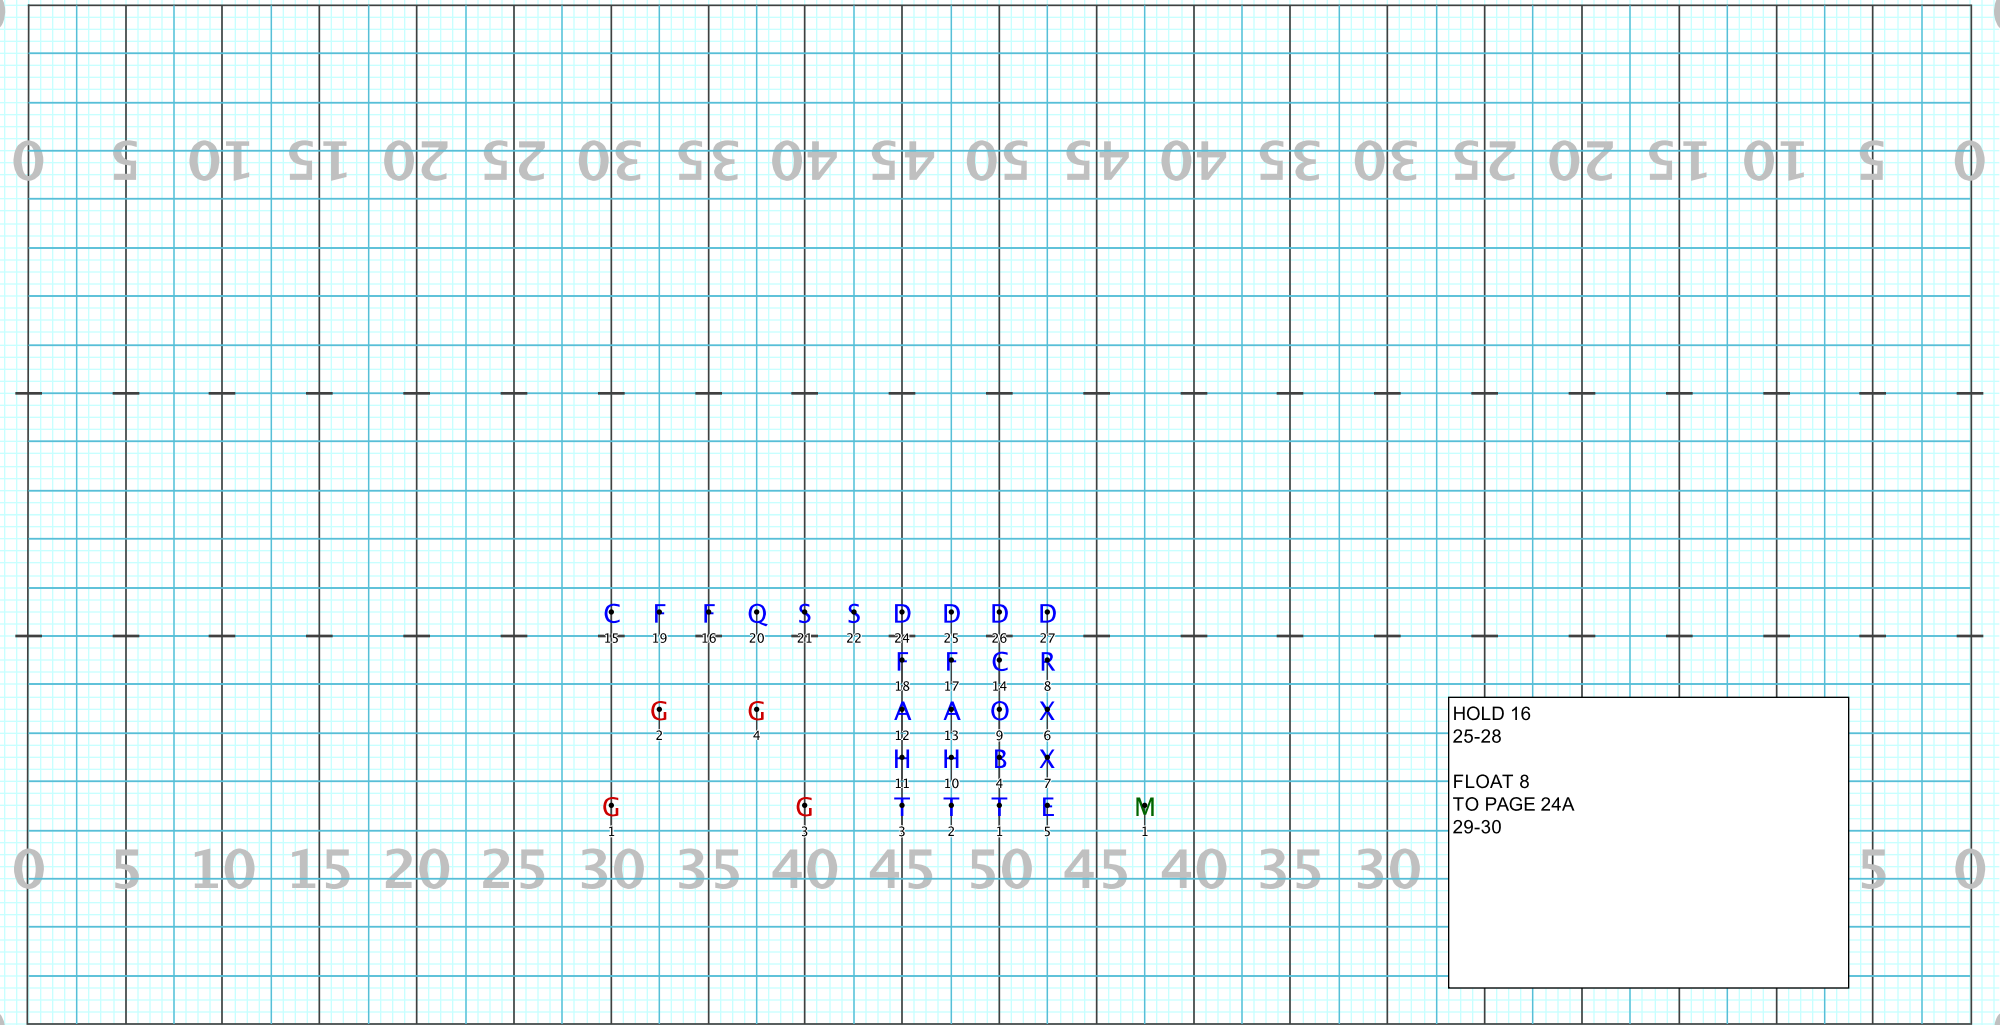 0 5 10 15 20 25 30 35 40 45 50 45 40 35 30 25 20 15 10 5 0
C F F Q S S D D D D
15 19 16 20 21 22 24 25 26 27
F F C R
18 17 14 8
G G A A O X
2 4 12 13 9 6
H H B X
11 10 4 7
G G T T T E M
1 3 3 2 1 5 1
0 5 10 15 20 25 30 35 40 45 50 45 40 35 30 5 0
HOLD 16
25-28
FLOAT 8
TO PAGE 24A
29-30